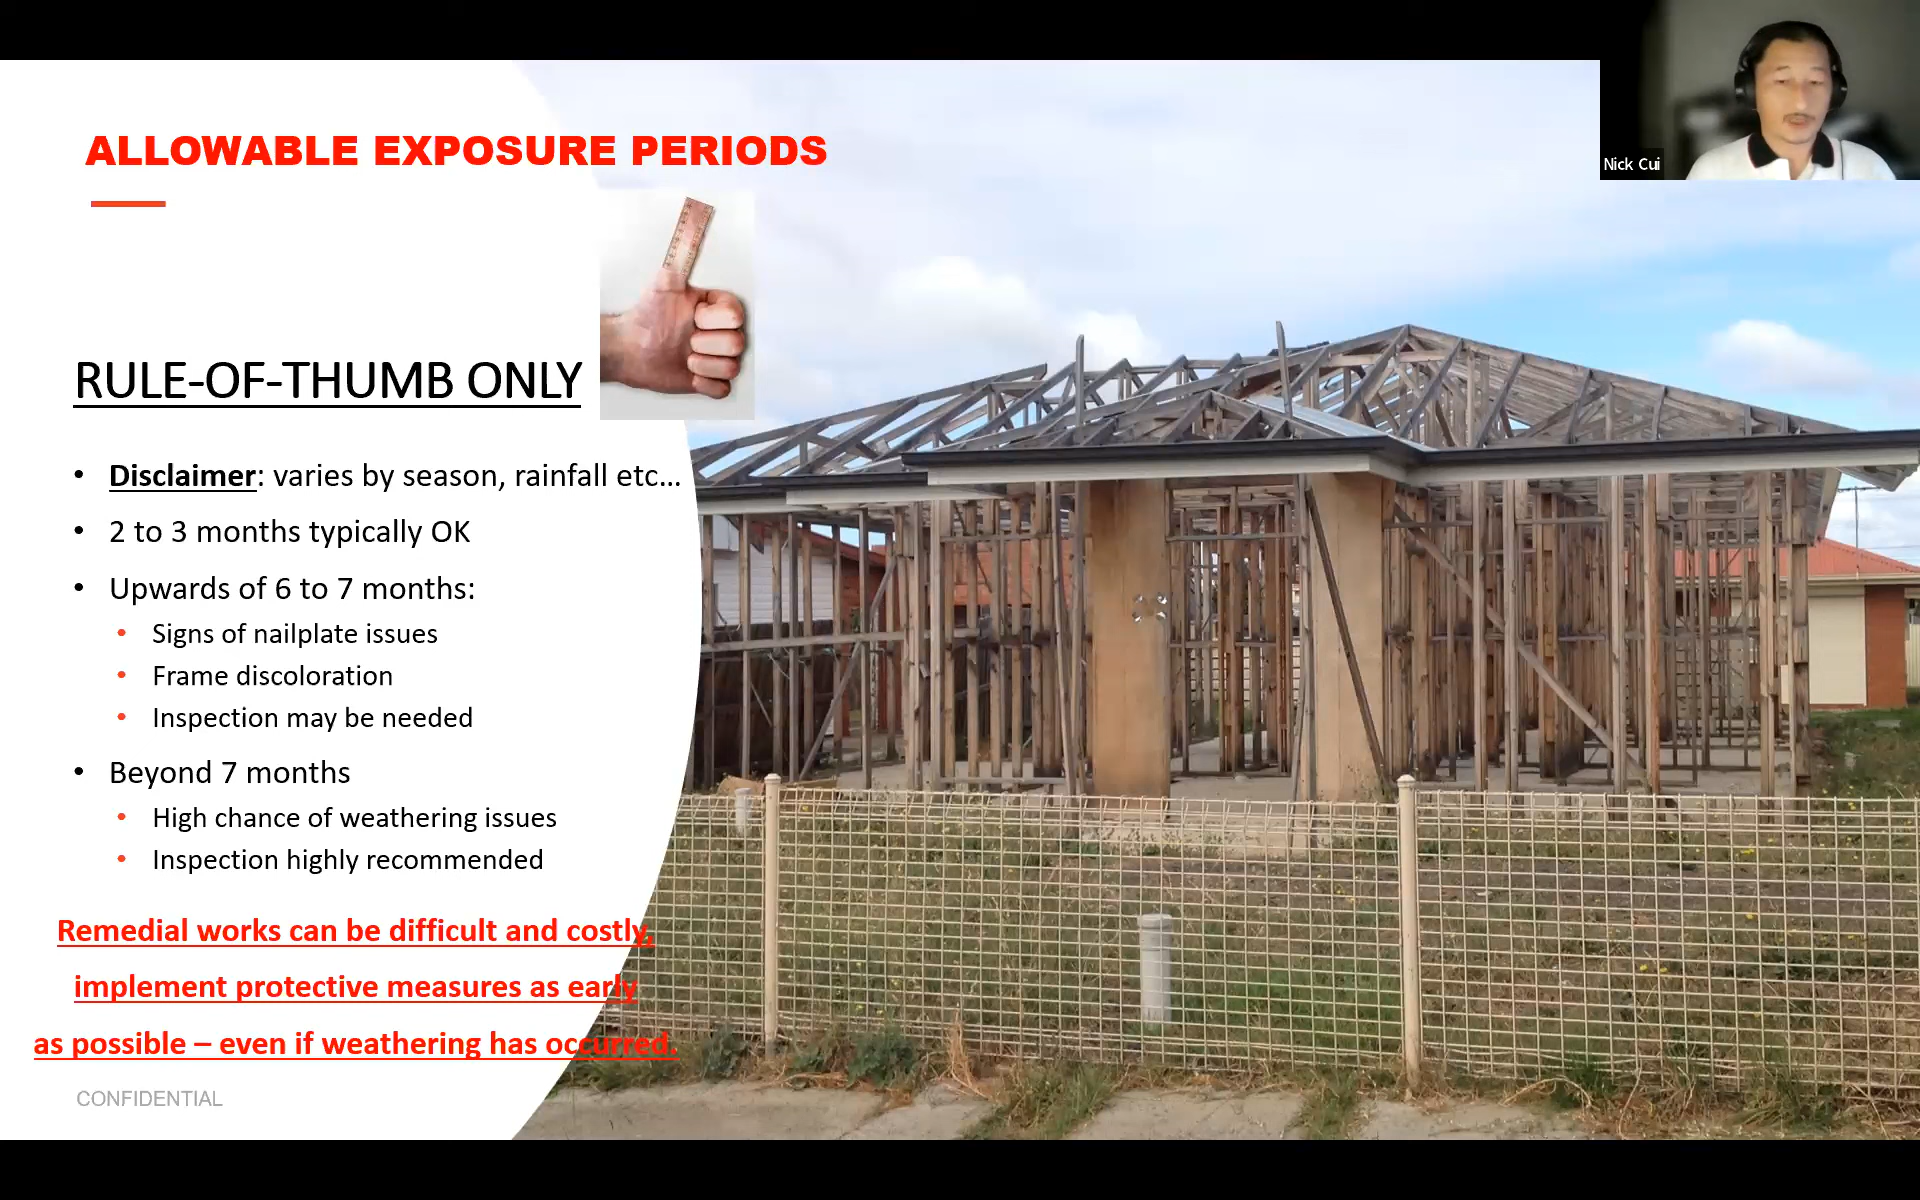 ALLOWABLE EXPOSURE PERIODS
Nick Cui
RULE-OF-THUMB ONLY
• Disclaimer: varies by season, rainfall etc...
• 2 to 3 months typically OK
• Upwards of 6 to 7 months:
• Signs of nailplate issues
• Frame discoloration
• Inspection may be needed
• Beyond 7 months
• High chance of weathering issues
• Inspection highly recommended
Remedial works can be difficult and costly,
implement protective measures as early
as possible – even if weathering has occurred.
CONFIDENTIAL